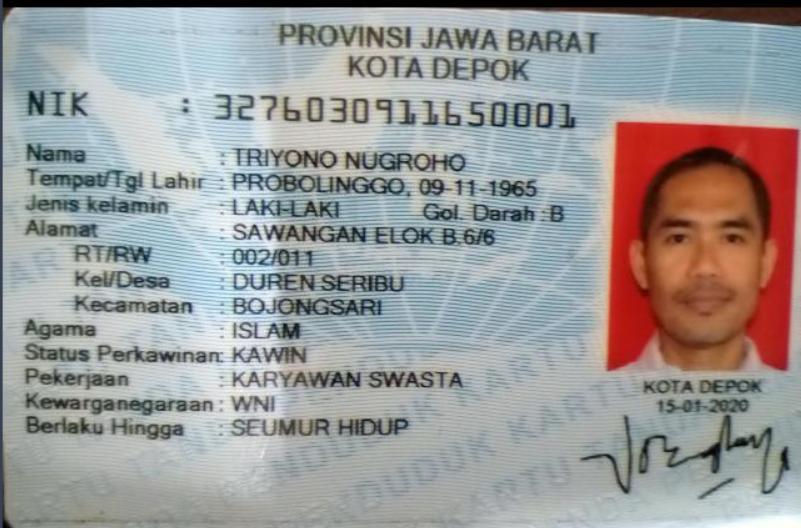 PROVINSI JAWA BARAT
KOTA DEPOK
NIK : 3276030911650001
Nama : TRIYONO NUGROHO
Tempat/Tgl Lahir : PROBOLINGGO, 09-11-1965
Jenis kelamin : LAKI-LAKI Gol. Darah : B
Alamat : SAWANGAN ELOK B.6/6
RT/RW : 002/011
Kel/Desa : DUREN SERIBU
Kecamatan : BOJONGSARI
Agama : ISLAM
Status Perkawinan: KAWIN
Pekerjaan : KARYAWAN SWASTA
Kewarganegaraan : WNI
Berlaku Hingga : SEUMUR HIDUP
KOTA DEPOK
15-01-2020